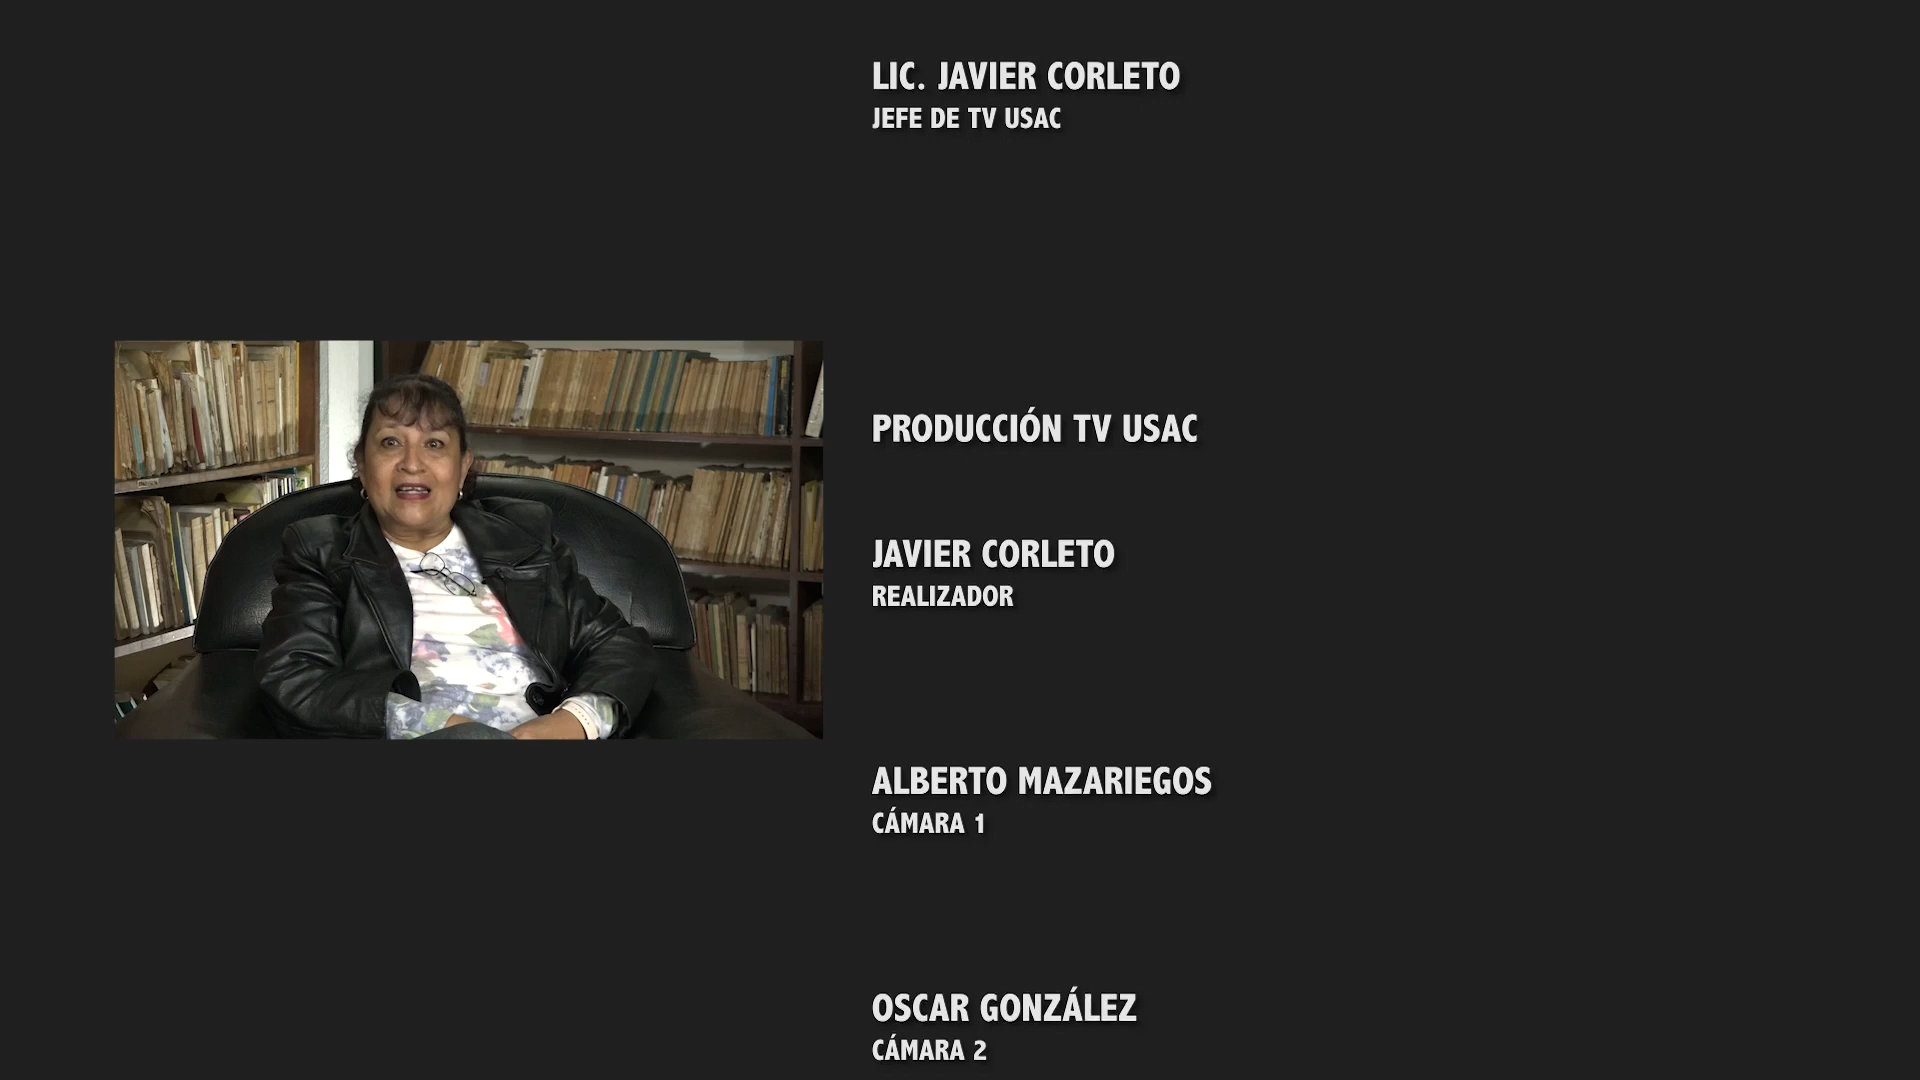 LIC. JAVIER CORLETO
JEFE DE TV USAC
PRODUCCIÓN TV USAC
JAVIER CORLETO
REALIZADOR
ALBERTO MAZARIEGOS
CÁMARA 1
OSCAR GONZÁLEZ
CÁMARA 2